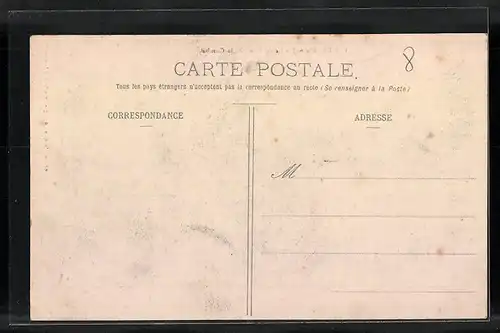 8
CARTE POSTALE
Tous les pays étrangers n'acceptent pas la correspondance au recto (Se renseigner à la Poste)
CORRESPONDANCE
ADRESSE
M